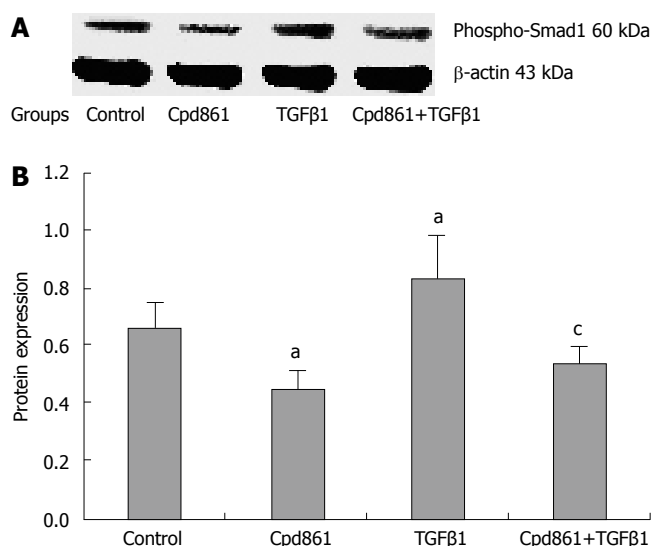 A
Phospho-Smad1 60 kDa
β-actin 43 kDa
Groups Control Cpd861 TGFβ1 Cpd861+TGFβ1
B
1.2
1.0
0.8
0.6
0.4
0.2
0.0
Protein expression
a
a
c
Control Cpd861 TGFβ1 Cpd861+TGFβ1